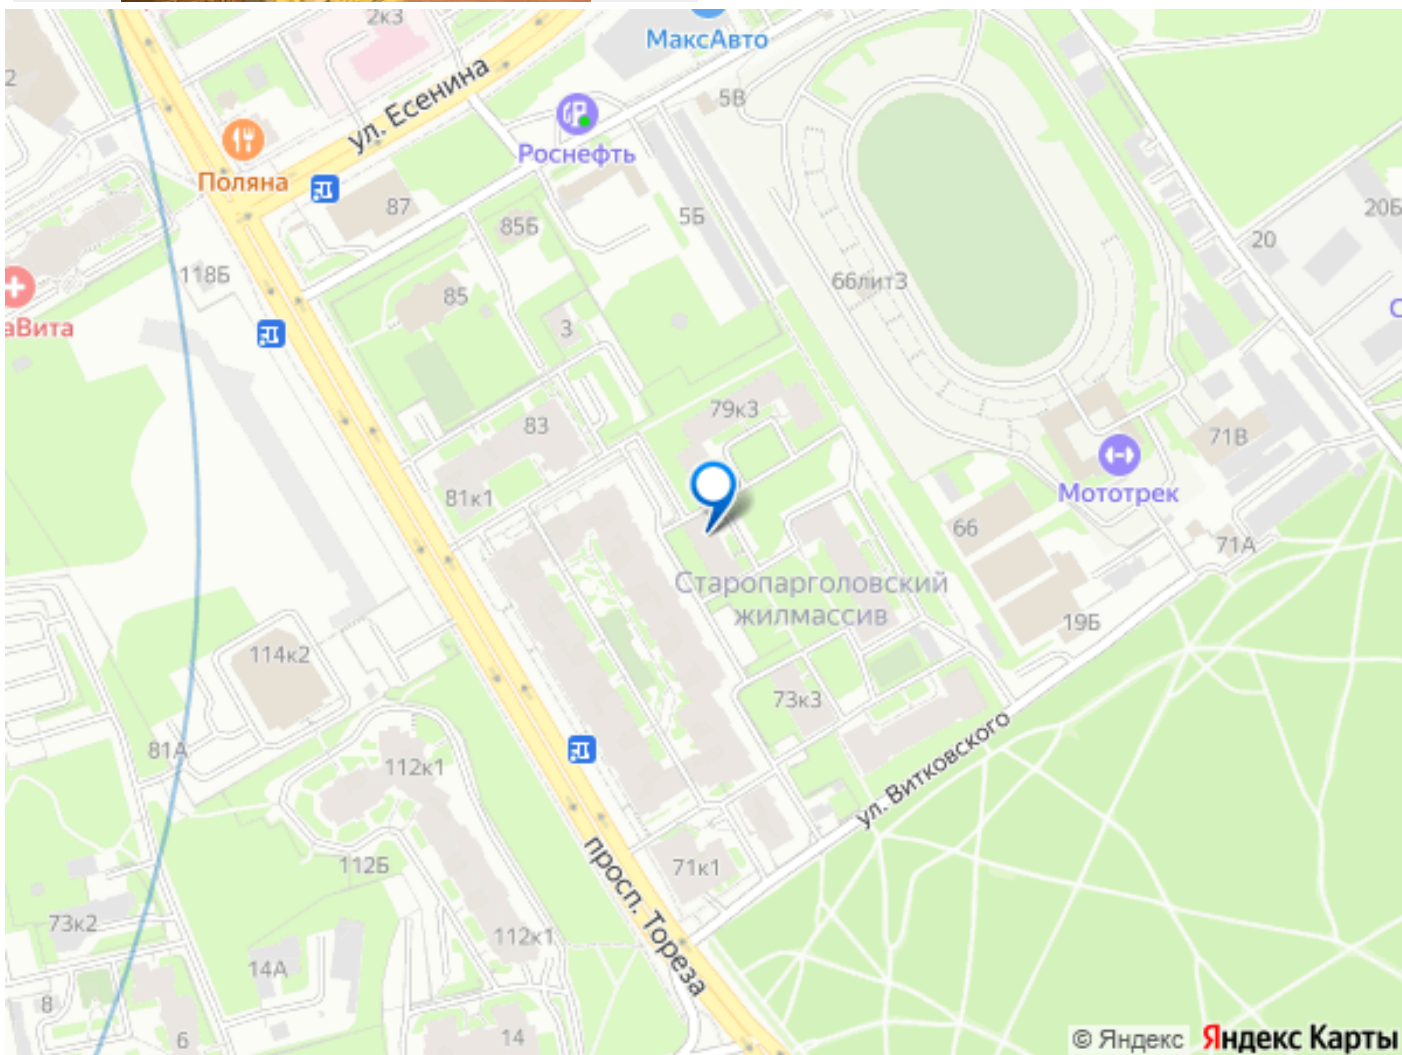 2к3
МаксАвто
2
5В
ул. Есенина
Роснефть
Поляна
87
85Б
5Б
20Б
20
118Б
85
66лит3
3
аВита
С
79к3
83
71В
81к1
Мототрек
66
71А
Старопарголовский
жилмассив
19Б
114к2
73к3
81А
112к1
ул. Витковского
112Б
71к1
просп. Тореза
73к2
112к1
14А
8
6
14
© Яндекс Яндекс Карты